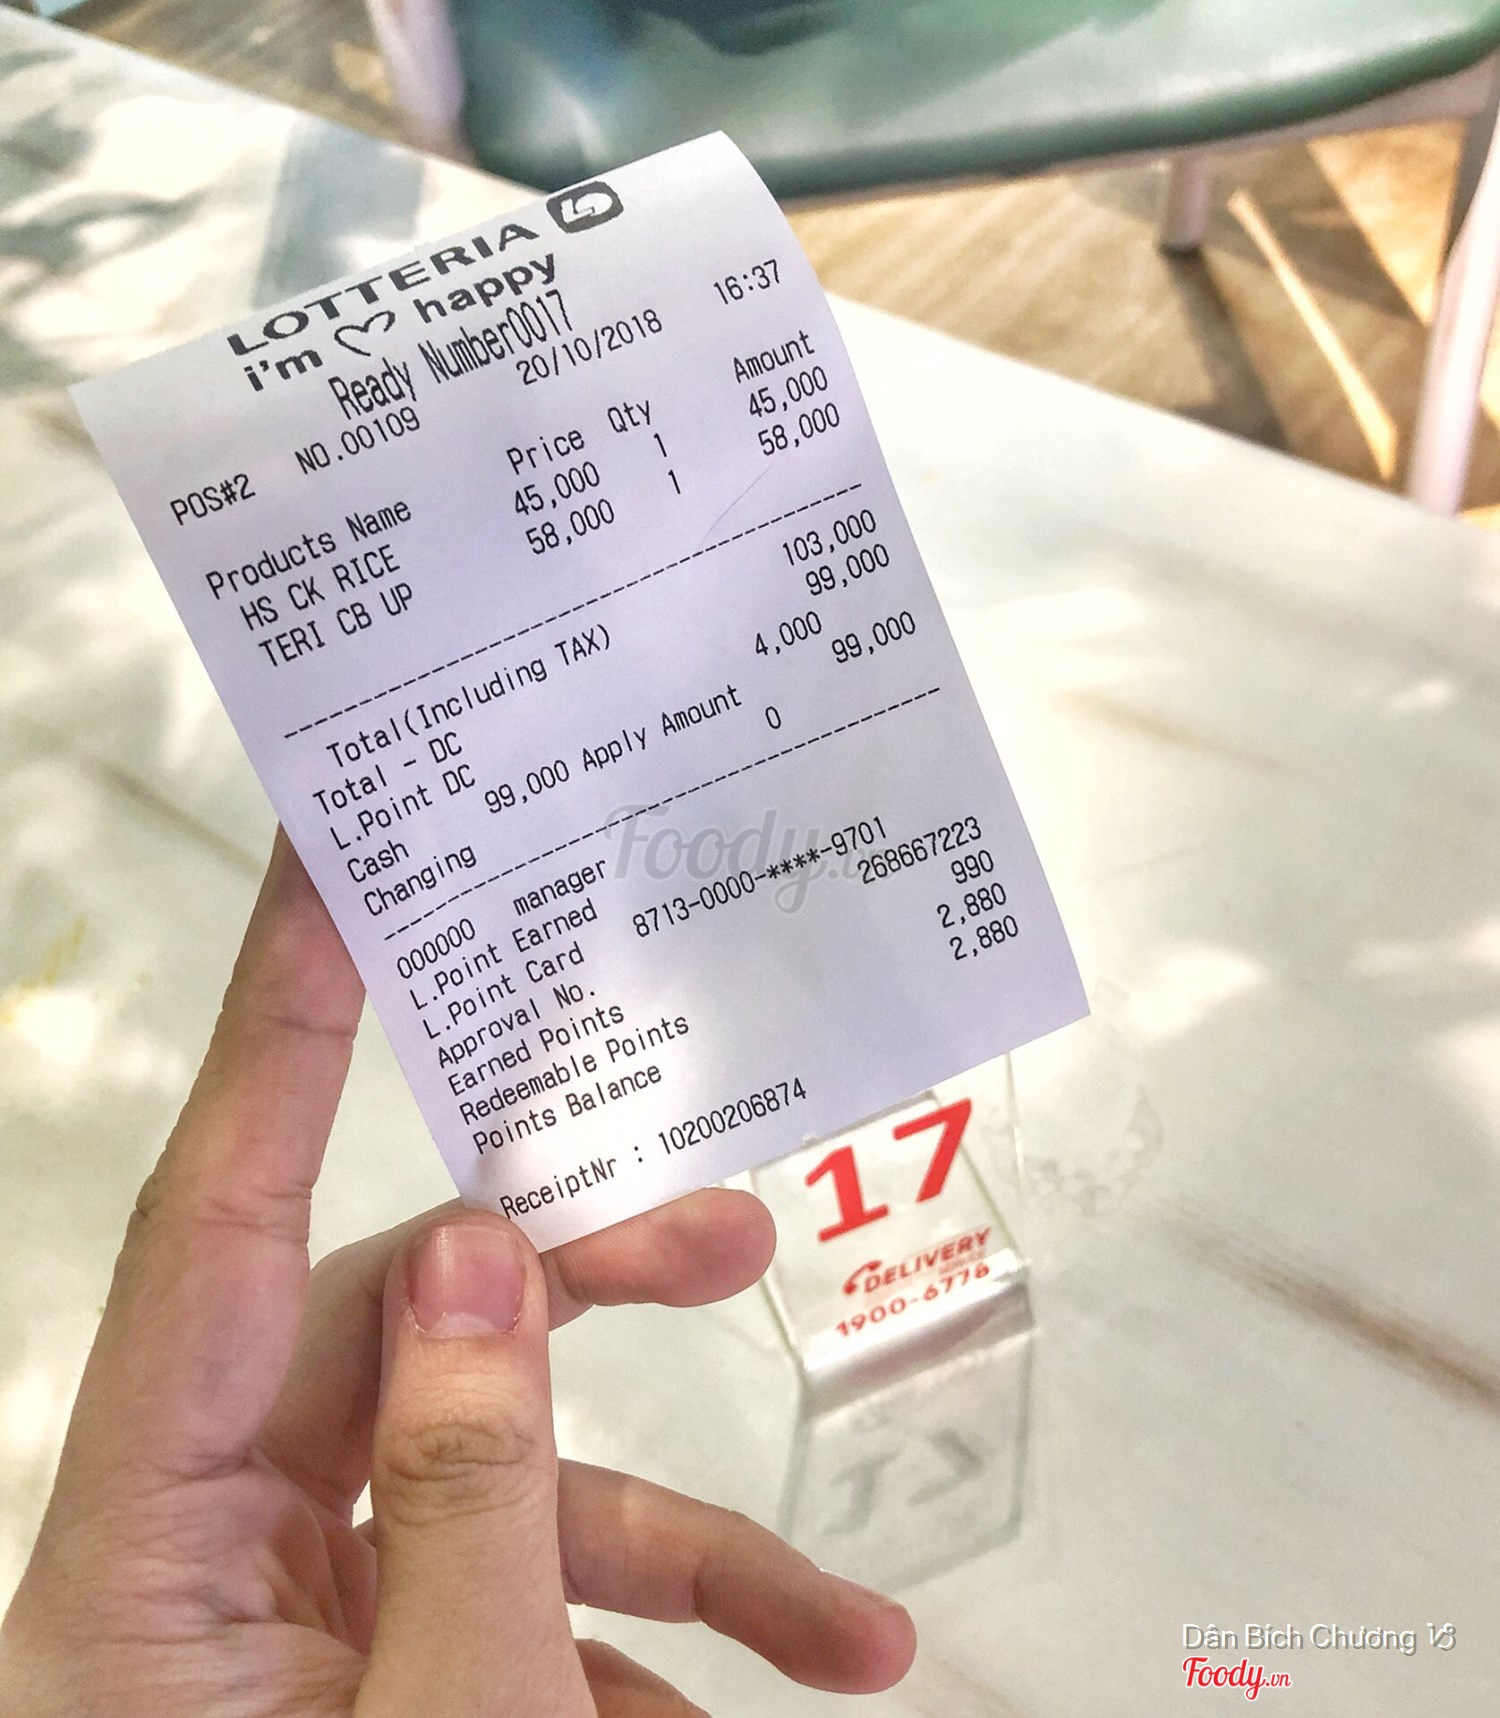 LOTTERIA
i'm ♡ happy
Ready Number0017
POS#2 NO.00109 20/10/2018 16:37
Products Name Price Qty Amount
HS CK RICE 45,000 1 45,000
TERI CB UP 58,000 1 58,000
Total(Including TAX) 103,000
Total - DC 99,000
L.Point DC 4,000
Cash 99,000 Apply Amount 99,000
Changing 0
000000 manager
L.Point Earned
L.Point Card 8713-0000-****-9701
Approval No. 268667223
Earned Points 990
Redeemable Points 2,880
Points Balance 2,880
ReceiptNr : 10200206874
Foody.vn
17
DELIVERY
SERVICE
1900-6778
Dân Bích Chương
Foody.vn